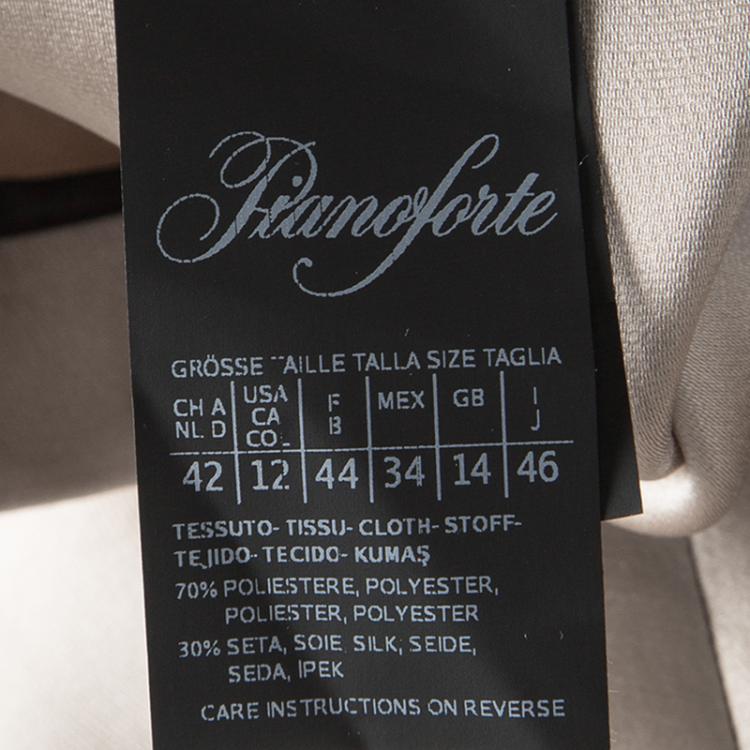 Pianoforte
GRÖSSE TAILLE TALLA SIZE TAGLIA
CH A USA F MEX GB I
NL D CA B J
COL
42 12 44 34 14 46
TESSUTO- TISSU- CLOTH- STOFF-
TEJIDO- TECIDO- KUMAŞ
70% POLIESTERE, POLYESTER,
POLIESTER, POLYESTER
30% SETA, SOIE, SILK, SEIDE,
SEDA, İPEK
CARE INSTRUCTIONS ON REVERSE